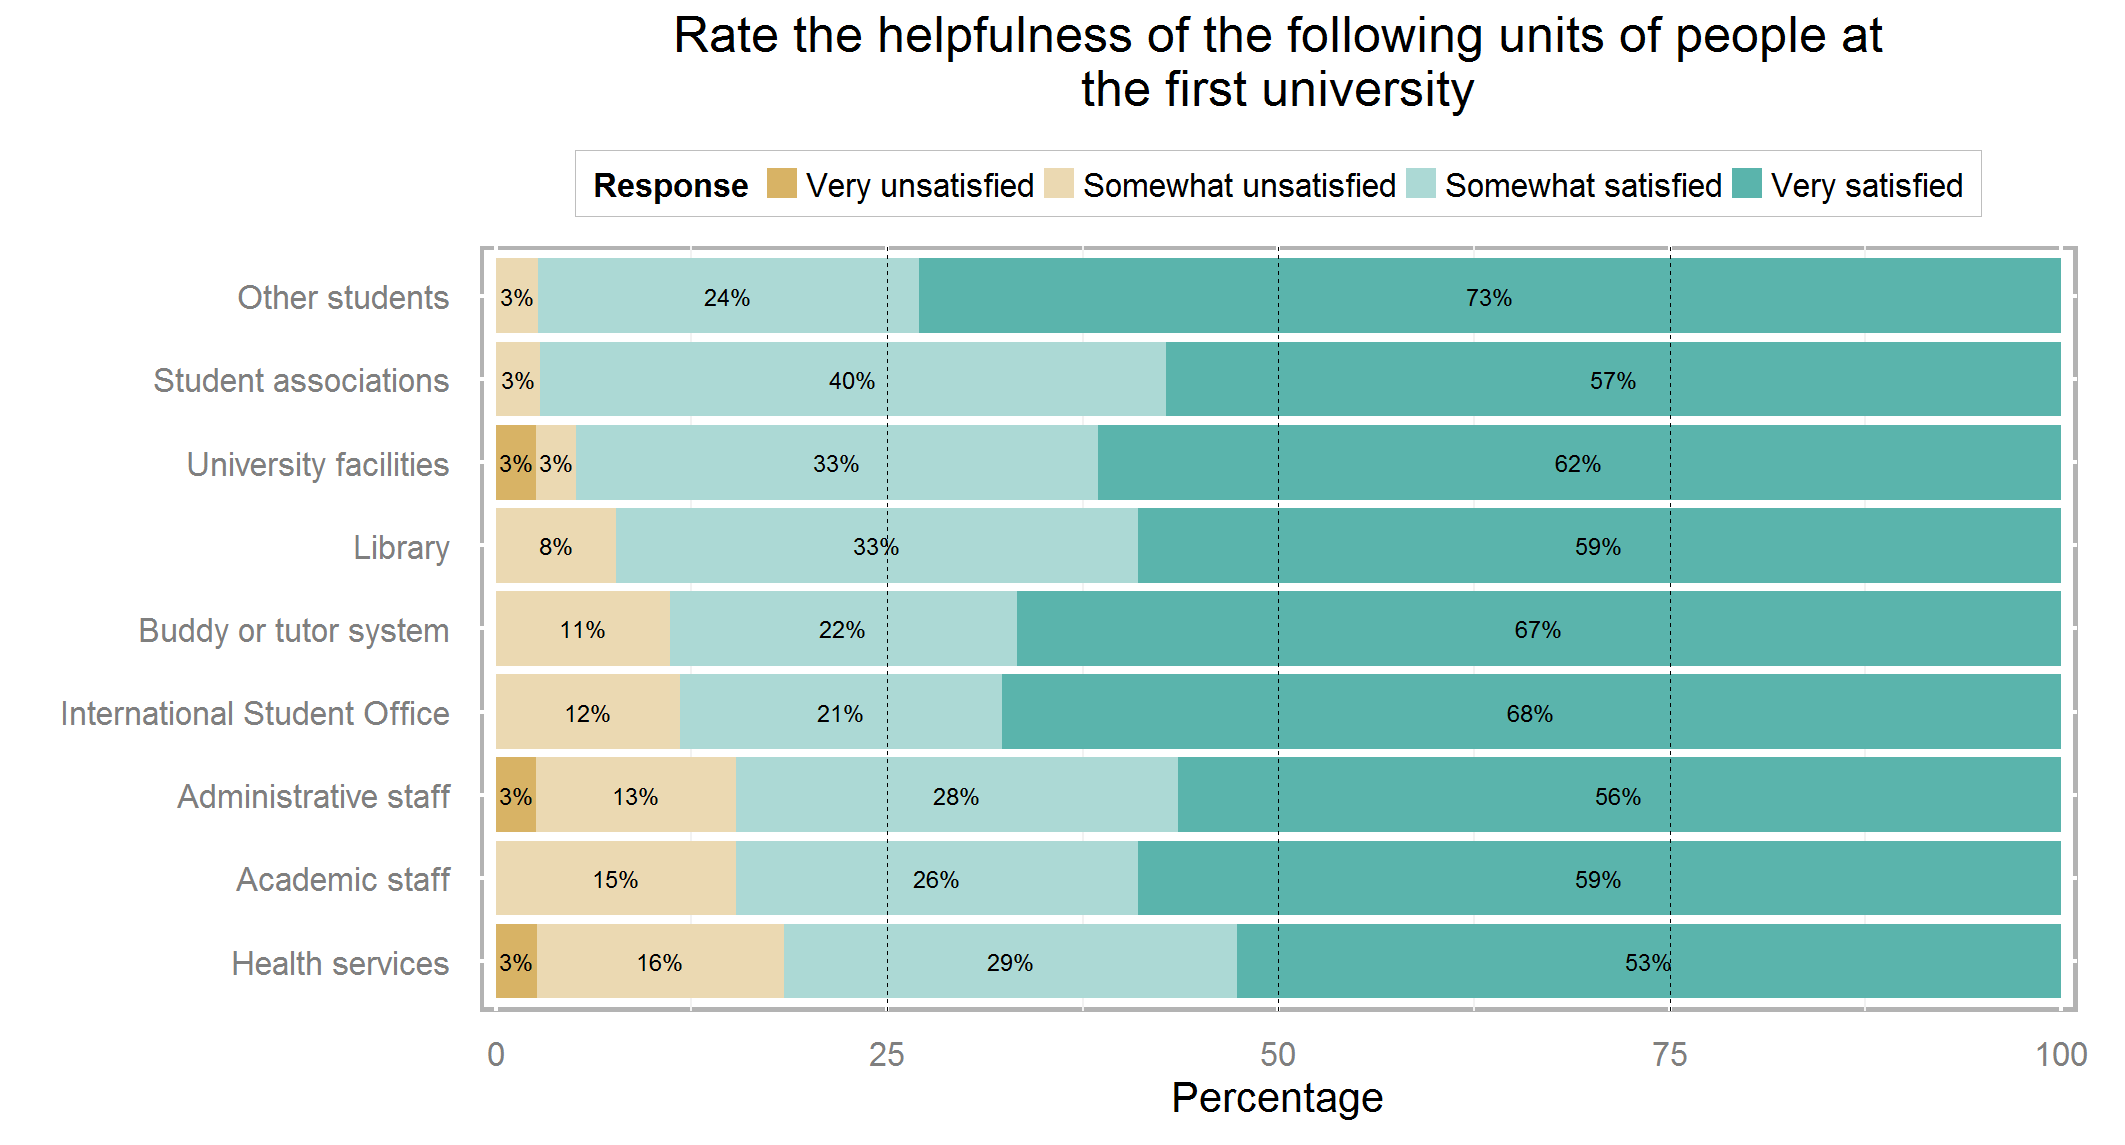 Rate the helpfulness of the following units of people at
the first university
Response Very unsatisfied Somewhat unsatisfied Somewhat satisfied Very satisfied
Other students 3% 24% 73%
Student associations 3% 40% 57%
University facilities 3% 3% 33% 62%
Library 8% 33% 59%
Buddy or tutor system 11% 22% 67%
International Student Office 12% 21% 68%
Administrative staff 3% 13% 28% 56%
Academic staff 15% 26% 59%
Health services 3% 16% 29% 53%
0 25 50 75 100
Percentage